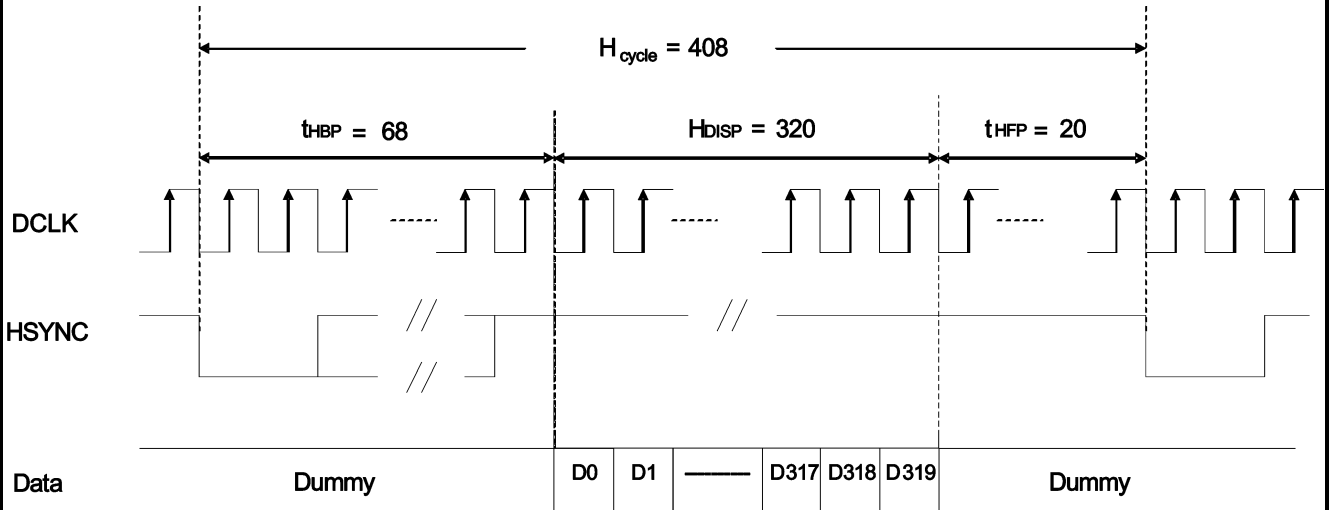 H cycle = 408
tHBP = 68
HDISP = 320
tHFP = 20
DCLK
HSYNC
Data
Dummy
D0
D1
D317
D318
D319
Dummy